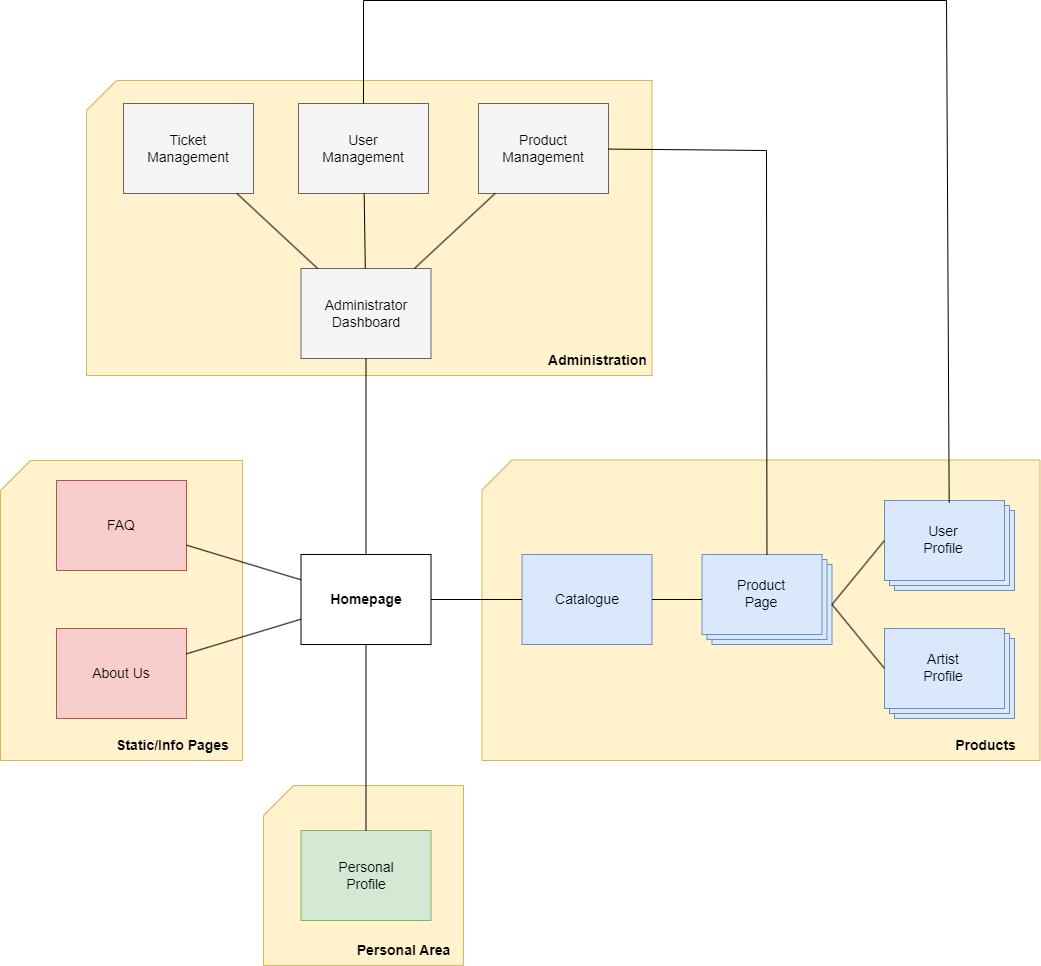 Ticket
Management
User
Management
Product
Management
Administrator
Dashboard
Administration
FAQ
About Us
Static/Info Pages
Homepage
Catalogue
Product
Page
User
Profile
Artist
Profile
Products
Personal
Profile
Personal Area